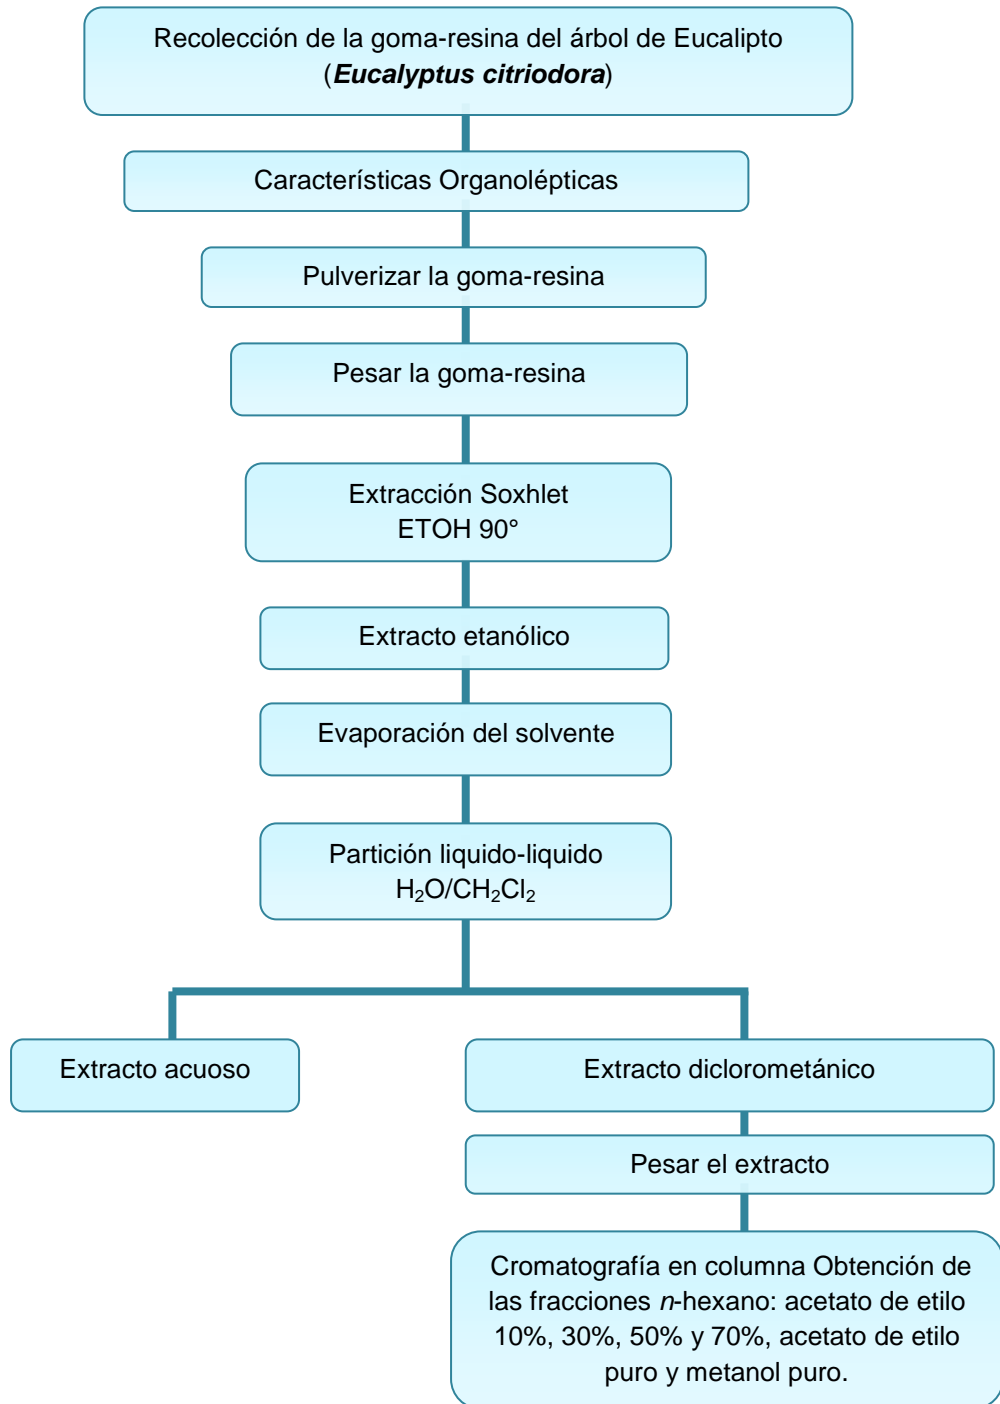 Recolección de la goma-resina del árbol de Eucalipto
(Eucalyptus citriodora)
Características Organolépticas
Pulverizar la goma-resina
Pesar la goma-resina
Extracción Soxhlet
ETOH 90°
Extracto etanólico
Evaporación del solvente
Partición liquido-liquido
H₂O/CH₂Cl₂
Extracto acuoso
Extracto diclorometánico
Pesar el extracto
Cromatografía en columna Obtención de
las fracciones n-hexano: acetato de etilo
10%, 30%, 50% y 70%, acetato de etilo
puro y metanol puro.